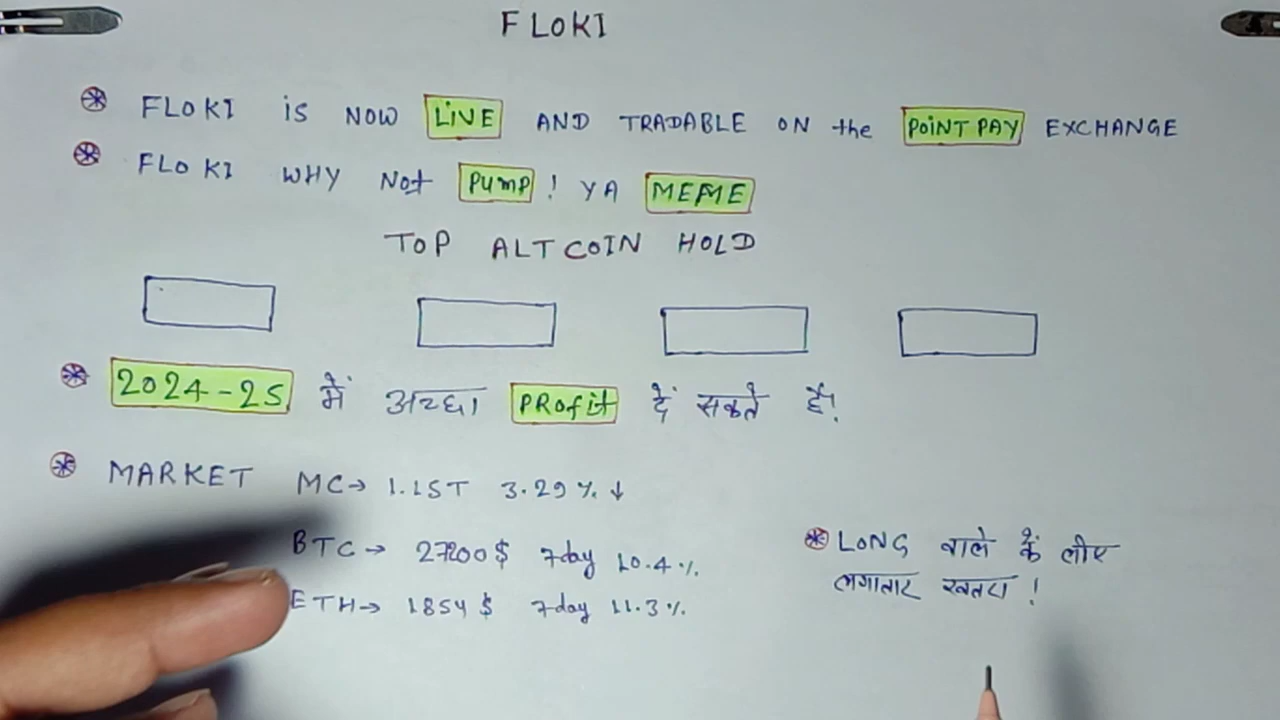 FLOKI
FLOKI is NOW LIVE AND TRADABLE ON the POINT PAY EXCHANGE
FLOKI WHY Not PUMP! YA MEME
TOP ALTCOIN HOLD
2024-25 में अच्छा PROfit दे सकते है!
MARKET MC→ 1.15T 3.29% ↓
BTC → 27200$ 7day 10.4%
ETH→ 1854$ 7day 11.3%
LONG वाले के लीए
लगातार खतरा!